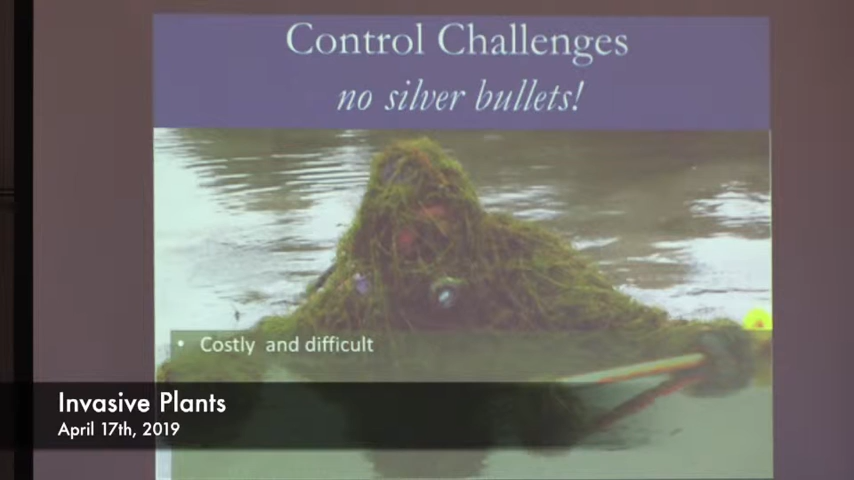 Control Challenges
no silver bullets!
• Costly and difficult
Invasive Plants
April 17th, 2019